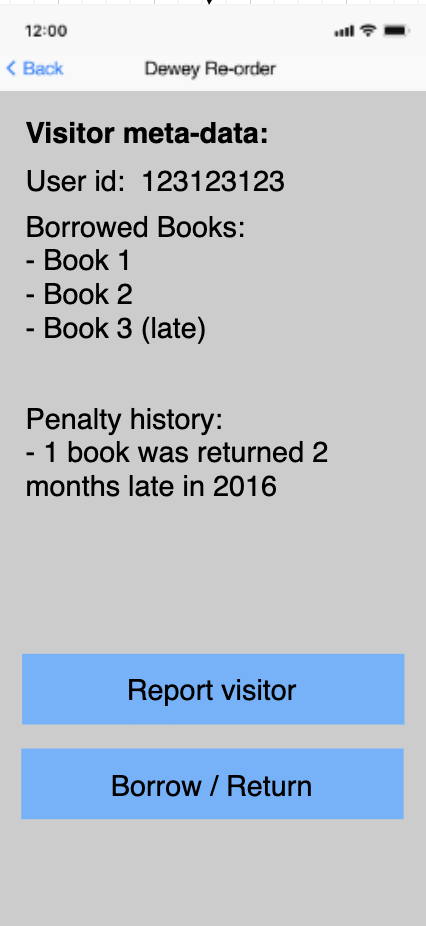 12:00
Back
Dewey Re-order
Visitor meta-data:
User id: 123123123
Borrowed Books:
- Book 1
- Book 2
- Book 3 (late)
Penalty history:
- 1 book was returned 2
months late in 2016
Report visitor
Borrow / Return